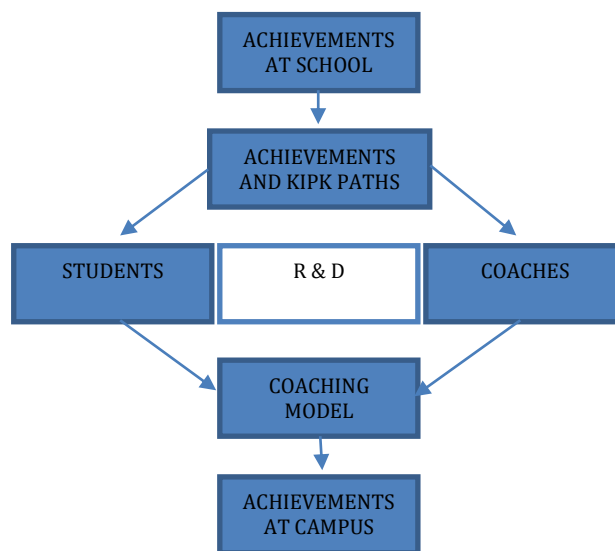 ACHIEVEMENTS
AT SCHOOL
ACHIEVEMENTS
AND KIPK PATHS
STUDENTS
R & D
COACHES
COACHING
MODEL
ACHIEVEMENTS
AT CAMPUS